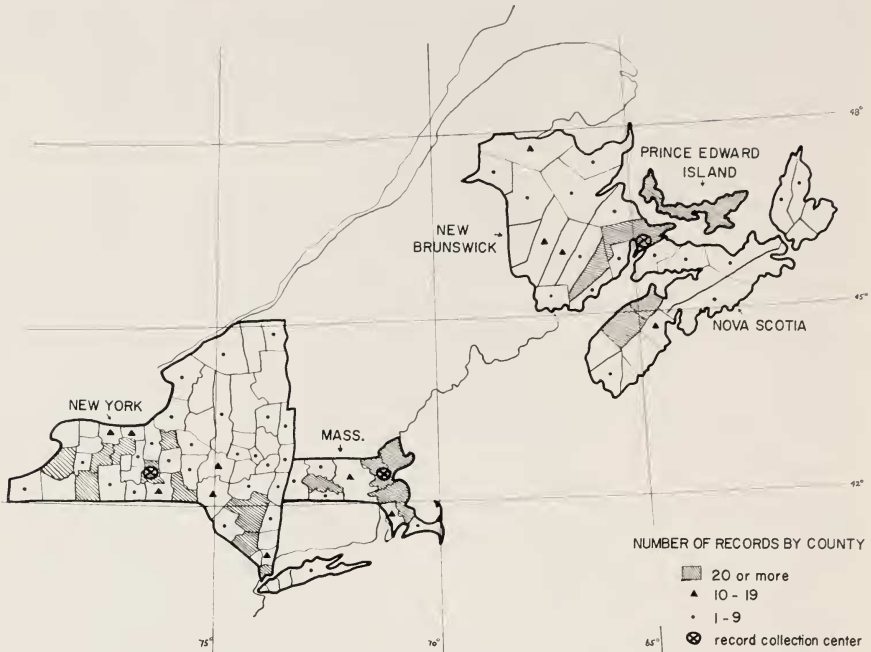 48°
PRINCE EDWARD
ISLAND
NEW
BRUNSWICK
45°
NOVA SCOTIA
NEW YORK
MASS.
42°
NUMBER OF RECORDS BY COUNTY
20 or more
10 - 19
1 - 9
record collection center
75°
70°
65°